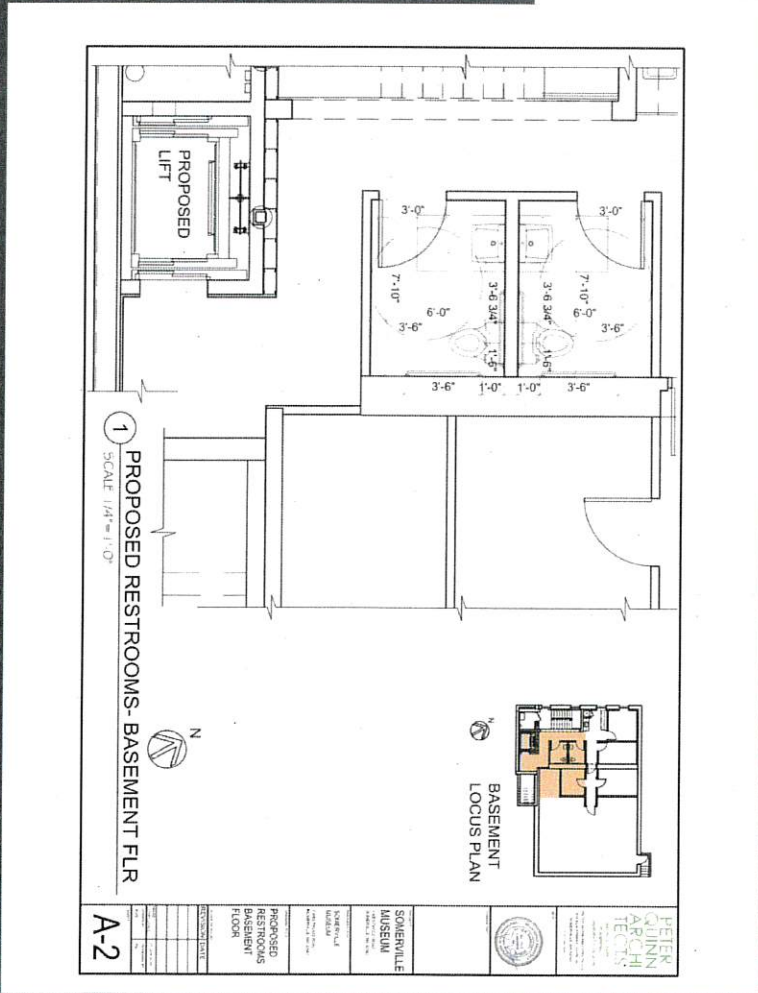 PROPOSED
LIFT
3'-0"
3'-0"
7'-10"
3'-6 3/4"
3'-6 3/4"
7'-10"
6'-0"
6'-0"
3'-6"
3'-6"
1'-6"
1'-6"
3'-6"
1'-0"
1'-0"
3'-6"
1
PROPOSED RESTROOMS- BASEMENT FLR
SCALE 1/4"= 1'-0"
N
N
BASEMENT
LOCUS PLAN
PETER
QUINN
ARCHI
TECTS
SOMERVILLE
MUSEUM
SOMERVILLE
MUSEUM
PROPOSED
RESTROOMS
BASEMENT
FLOOR
REVISION DATE
A-2